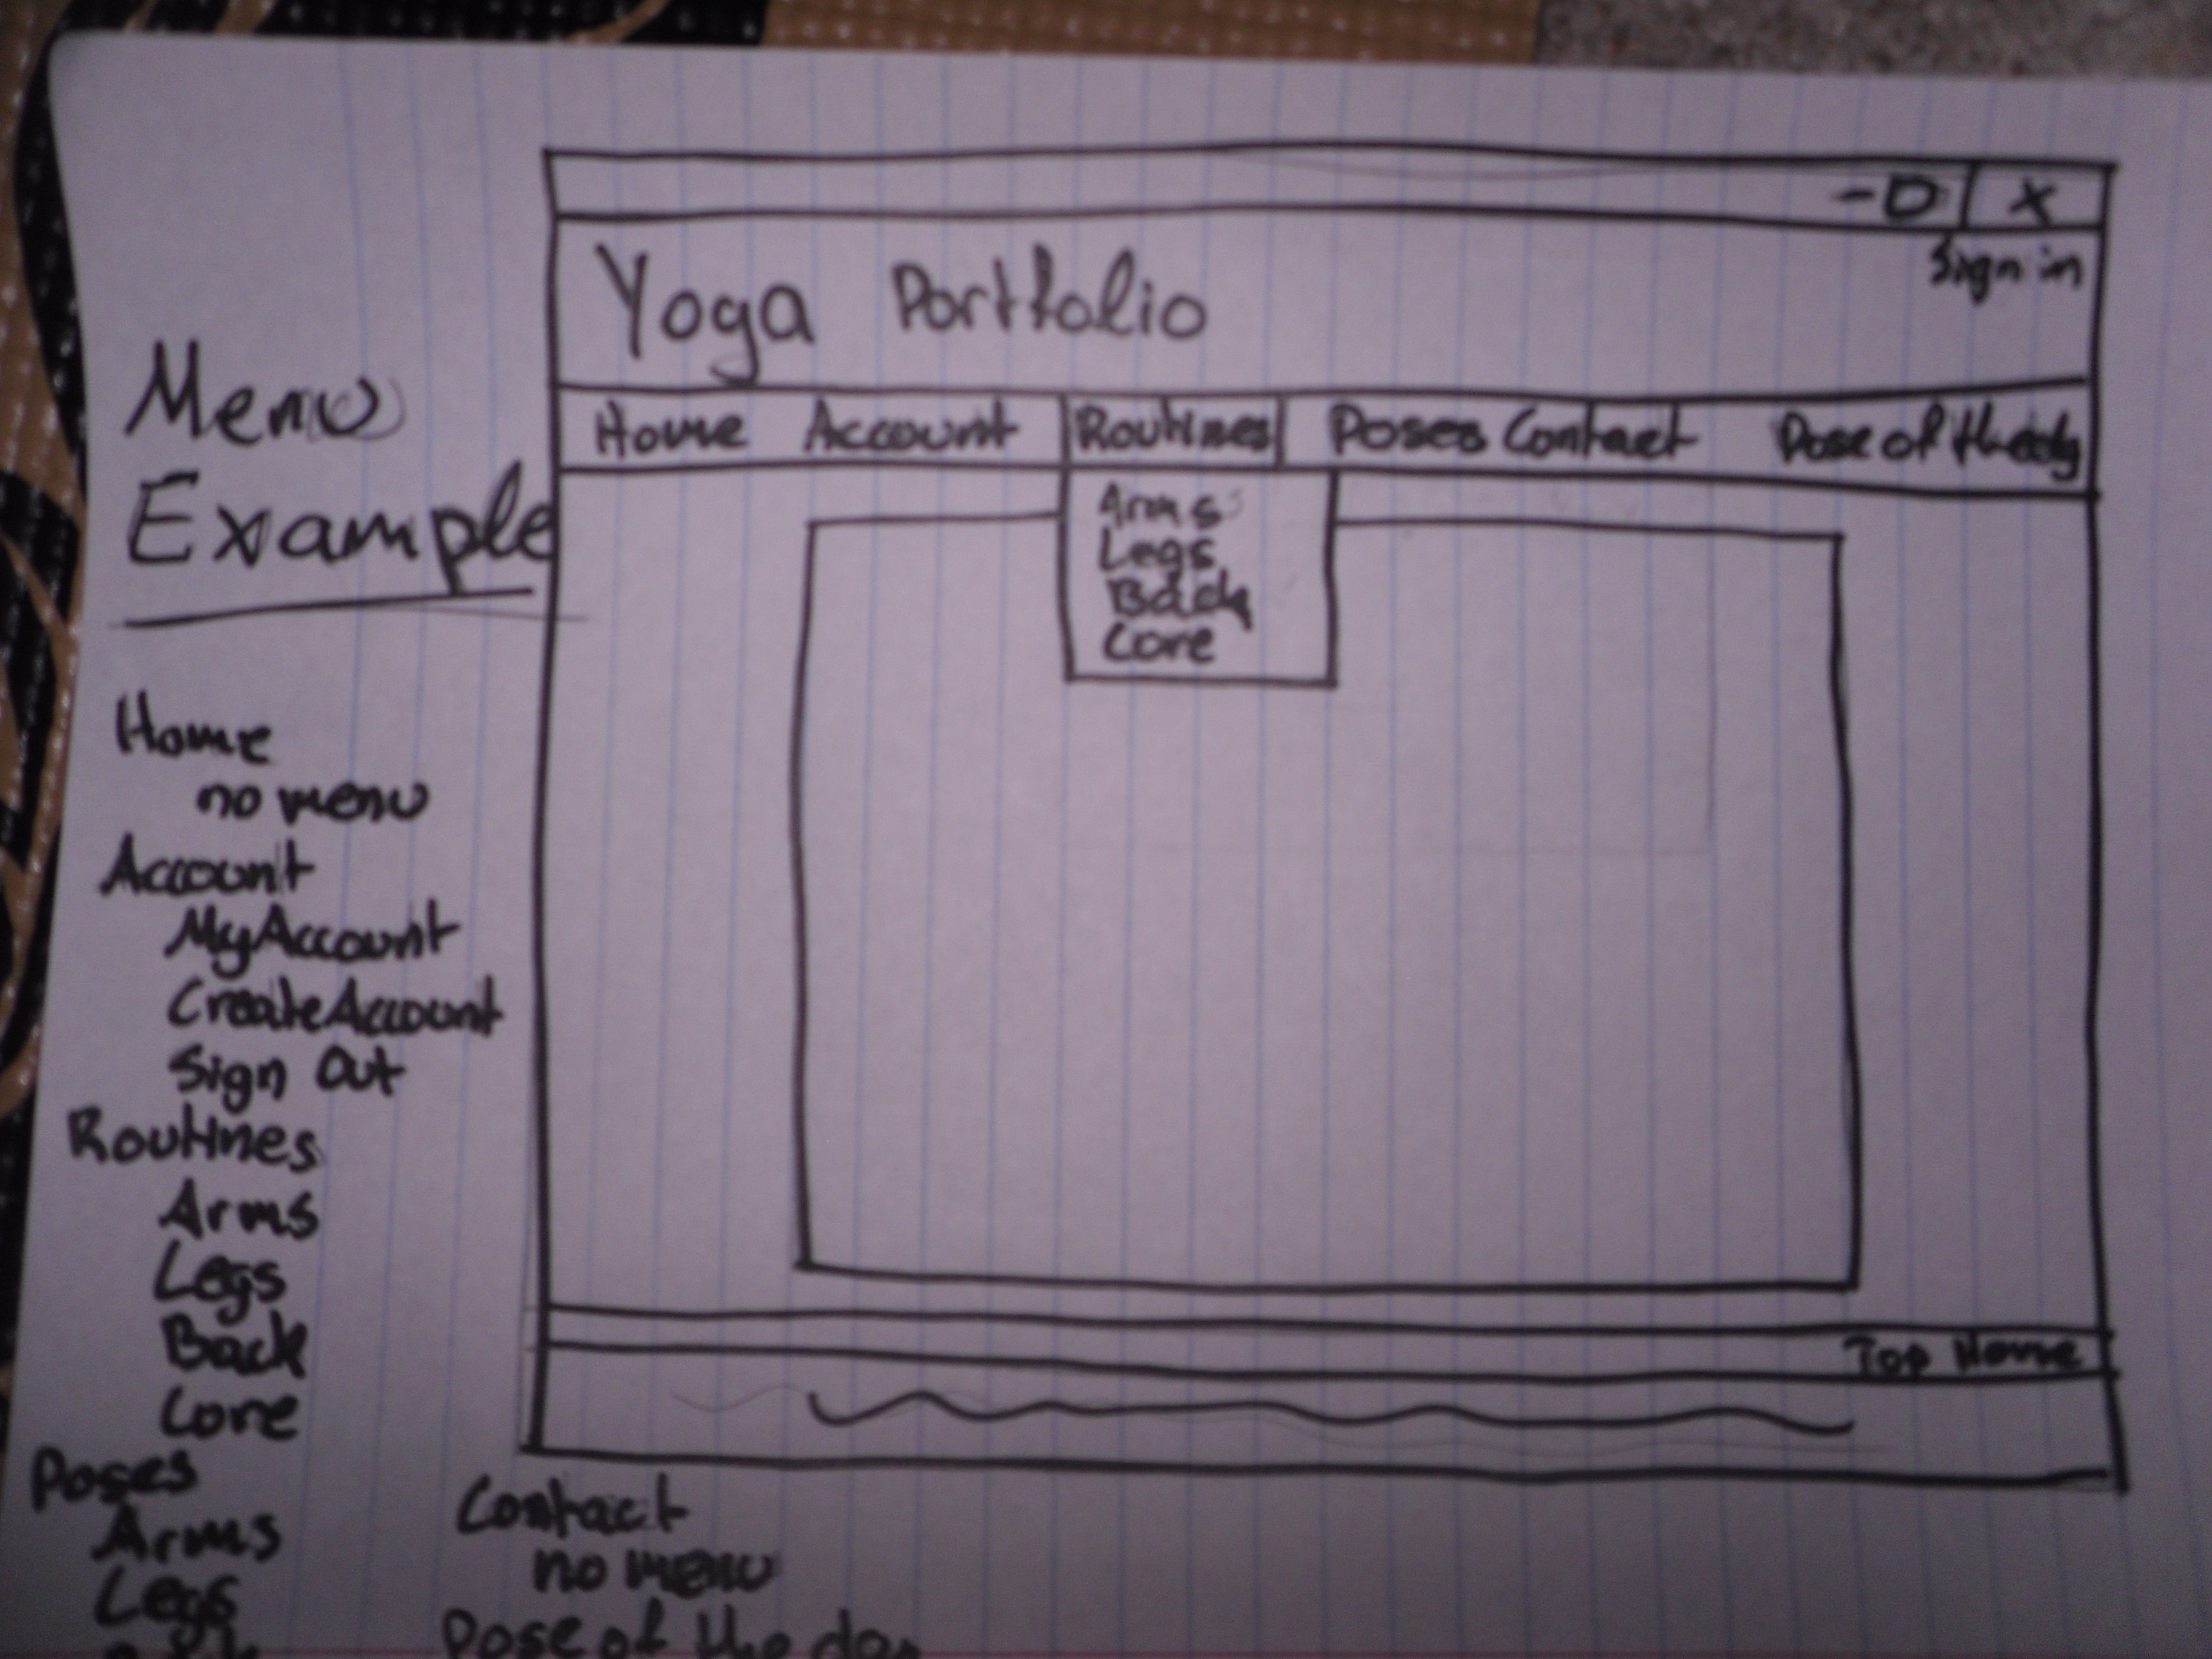 Menu
Example
Home
no menu
Account
MyAccount
CreateAccount
Sign Out
Routines
Arms
Legs
Back
Core
Poses
Arms
Legs
- O X
Sign in
Yoga Portfolio
Home Account Routines Poses Contact Pose of the day
Arms
Legs
Back
Core
Top Home
Contact
no menu
Pose of the day